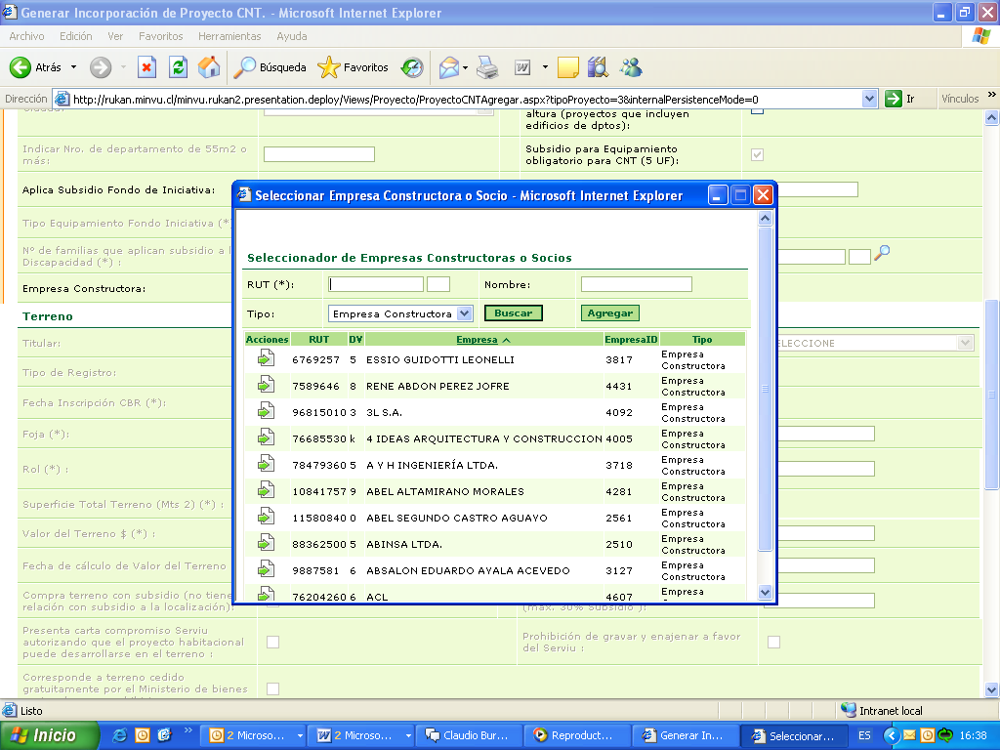 Generar Incorporación de Proyecto CNT. - Microsoft Internet Explorer
Archivo Edición Ver Favoritos Herramientas Ayuda
Atrás Búsqueda Favoritos
Dirección http://rukan.minvu.cl/minvu.rukan2.presentation.deploy/Views/Proyecto/ProyectoCNTAgregar.aspx?tipoProyecto=3&internalPersistenceMode=0 Ir Vínculos »
altura (proyectos que incluyen
edificios de dptos):
Indicar Nro. de departamento de 55m2 o
más:
Subsidio para Equipamiento
obligatorio para CNT (5 UF):
Aplica Subsidio Fondo de Iniciativa:
Tipo Equipamiento Fondo Iniciativa (*
Nº de familias que aplican subsidio a l
Discapacidad (*) :
Empresa Constructora:
Terreno
Titular:
ELECCIONE
Tipo de Registro:
Fecha Inscripción CBR (*):
Foja (*):
Rol (*) :
Superficie Total Terreno (Mts 2) (*) :
Valor del Terreno $ (*) :
Fecha de cálculo de Valor del Terreno
Compra terreno con subsidio (no tiene
relación con subsidio a la localización):
(max. 30% Subsidio ):
Presenta carta compromiso Serviu
autorizando que el proyecto habitacional
puede desarrollarse en el terreno :
Prohibición de gravar y enajenar a favor
del Serviu :
Corresponde a terreno cedido
gratuitamente por el Ministerio de bienes
Seleccionar Empresa Constructora o Socio - Microsoft Internet Explorer
Seleccionador de Empresas Constructoras o Socios
RUT (*): Nombre:
Tipo: Empresa Constructora Buscar Agregar
Acciones RUT DV Empresa EmpresaID Tipo
6769257 5 ESSIO GUIDOTTI LEONELLI 3817 Empresa
Constructora
7589646 8 RENE ABDON PEREZ JOFRE 4431 Empresa
Constructora
96815010 3 3L S.A. 4092 Empresa
Constructora
76685530 k 4 IDEAS ARQUITECTURA Y CONSTRUCCION 4005 Empresa
Constructora
78479360 5 A Y H INGENIERÍA LTDA. 3718 Empresa
Constructora
10841757 9 ABEL ALTAMIRANO MORALES 4281 Empresa
Constructora
11580840 0 ABEL SEGUNDO CASTRO AGUAYO 2561 Empresa
Constructora
88362500 5 ABINSA LTDA. 2510 Empresa
Constructora
9887581 6 ABSALON EDUARDO AYALA ACEVEDO 3127 Empresa
Constructora
76204260 6 ACL 4607 Empresa
Listo Intranet local
Inicio » 2 Microso... 2 Microso... Claudio Bur... Reproduct... Generar In... Seleccionar... ES 16:38